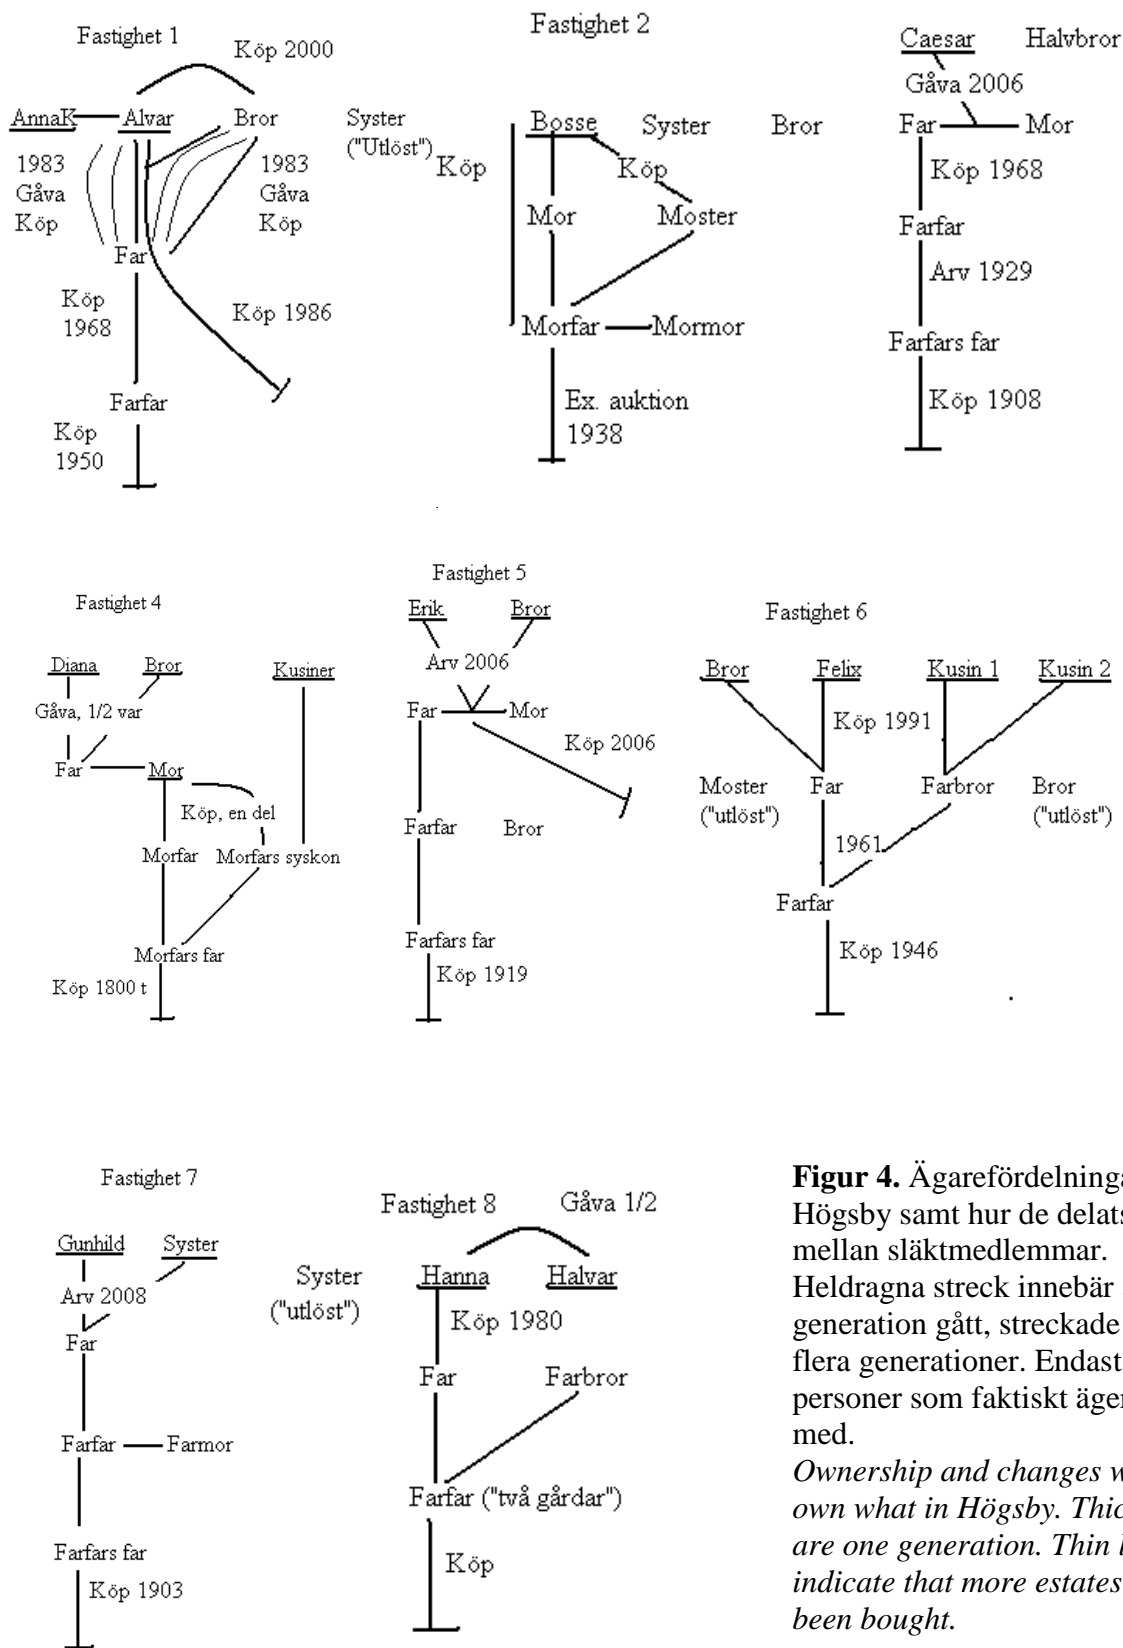 Fastighet 1
Köp 2000
AnnaK Alvar Bror Syster
("Utlöst")
1983
Gåva
Köp
1983
Gåva
Köp
Far
Köp
1968
Köp 1986
Farfar
Köp
1950
Fastighet 2
Bosse Syster Bror
Köp
Köp
Mor Moster
Morfar Mormor
Ex. auktion
1938
Caesar Halvbror
Gåva 2006
Far Mor
Köp 1968
Farfar
Arv 1929
Farfars far
Köp 1908
Fastighet 4
Diana Bror Kusiner
Gåva, 1/2 var
Far Mor
Köp, en del
Morfar Morfars syskon
Morfars far
Köp 1800 t
Fastighet 5
Erik Bror
Arv 2006
Far Mor
Köp 2006
Farfar Bror
Farfars far
Köp 1919
Fastighet 6
Bror Felix Kusin 1 Kusin 2
Köp 1991
Moster Far Farbror Bror
("utlöst") ("utlöst")
1961
Farfar
Köp 1946
Fastighet 7
Gunhild Syster
Arv 2008
Far
Farfar Farmor
Farfars far
Köp 1903
Fastighet 8 Gåva 1/2
Syster Hanna Halvar
("utlöst")
Köp 1980
Far Farbror
Farfar ("två gårdar")
Köp
Figur 4. Ägarefördelninga
Högsby samt hur de delats
mellan släktmedlemmar.
Heldragna streck innebär
generation gått, streckade
flera generationer. Endast
personer som faktiskt äger
med.
Ownership and changes w
own what in Högsby. Thic
are one generation. Thin l
indicate that more estates
been bought.